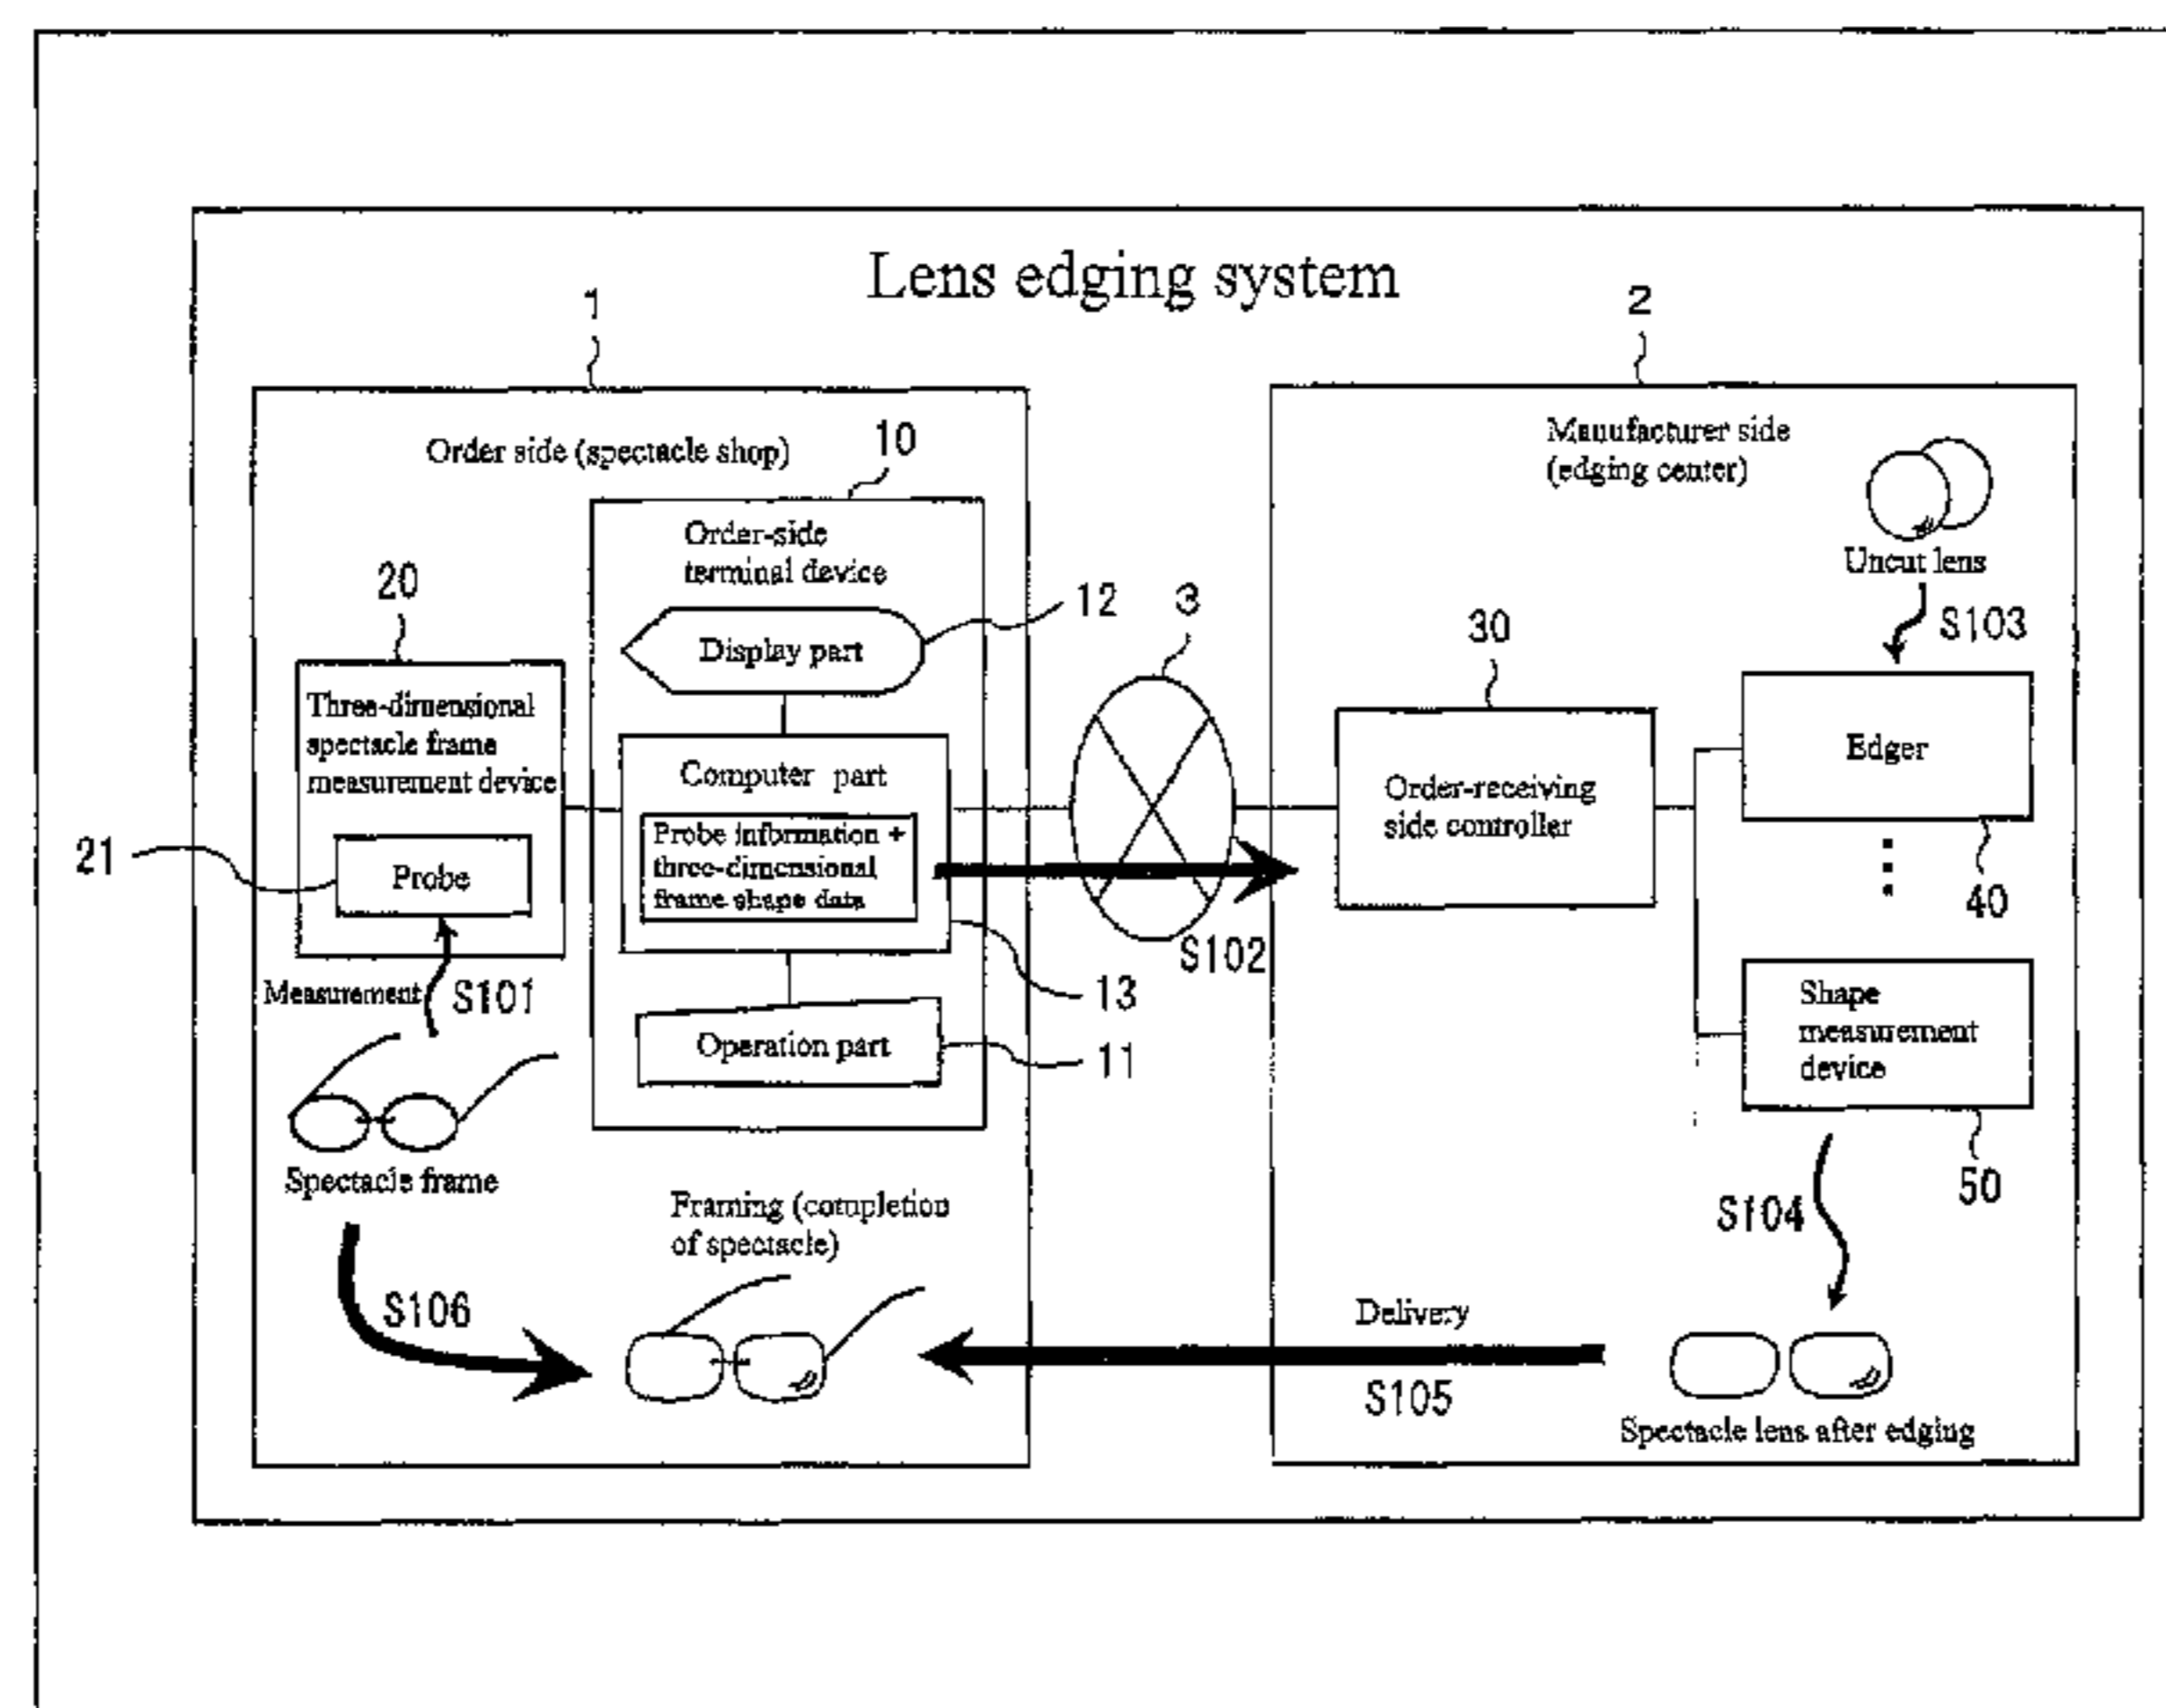 Lens edging system
1
2
Order side (spectacle shop)
10
Manufacturer side
(edging center)
Order-side
terminal device
Uncut lens
20
12
3
S103
30
Display part
Three-dimensional
spectacle frame
measurement device
Computer part
Edger
Order-receiving
side controller
Probe information +
three-dimensional
frame shape data
21
Probe
40
S102
Measurement
S101
13
Shape
measurement
device
Operation part
11
Spectacle frame
50
Framing (completion
of spectacle)
S104
S106
Delivery
S105
Spectacle lens after edging